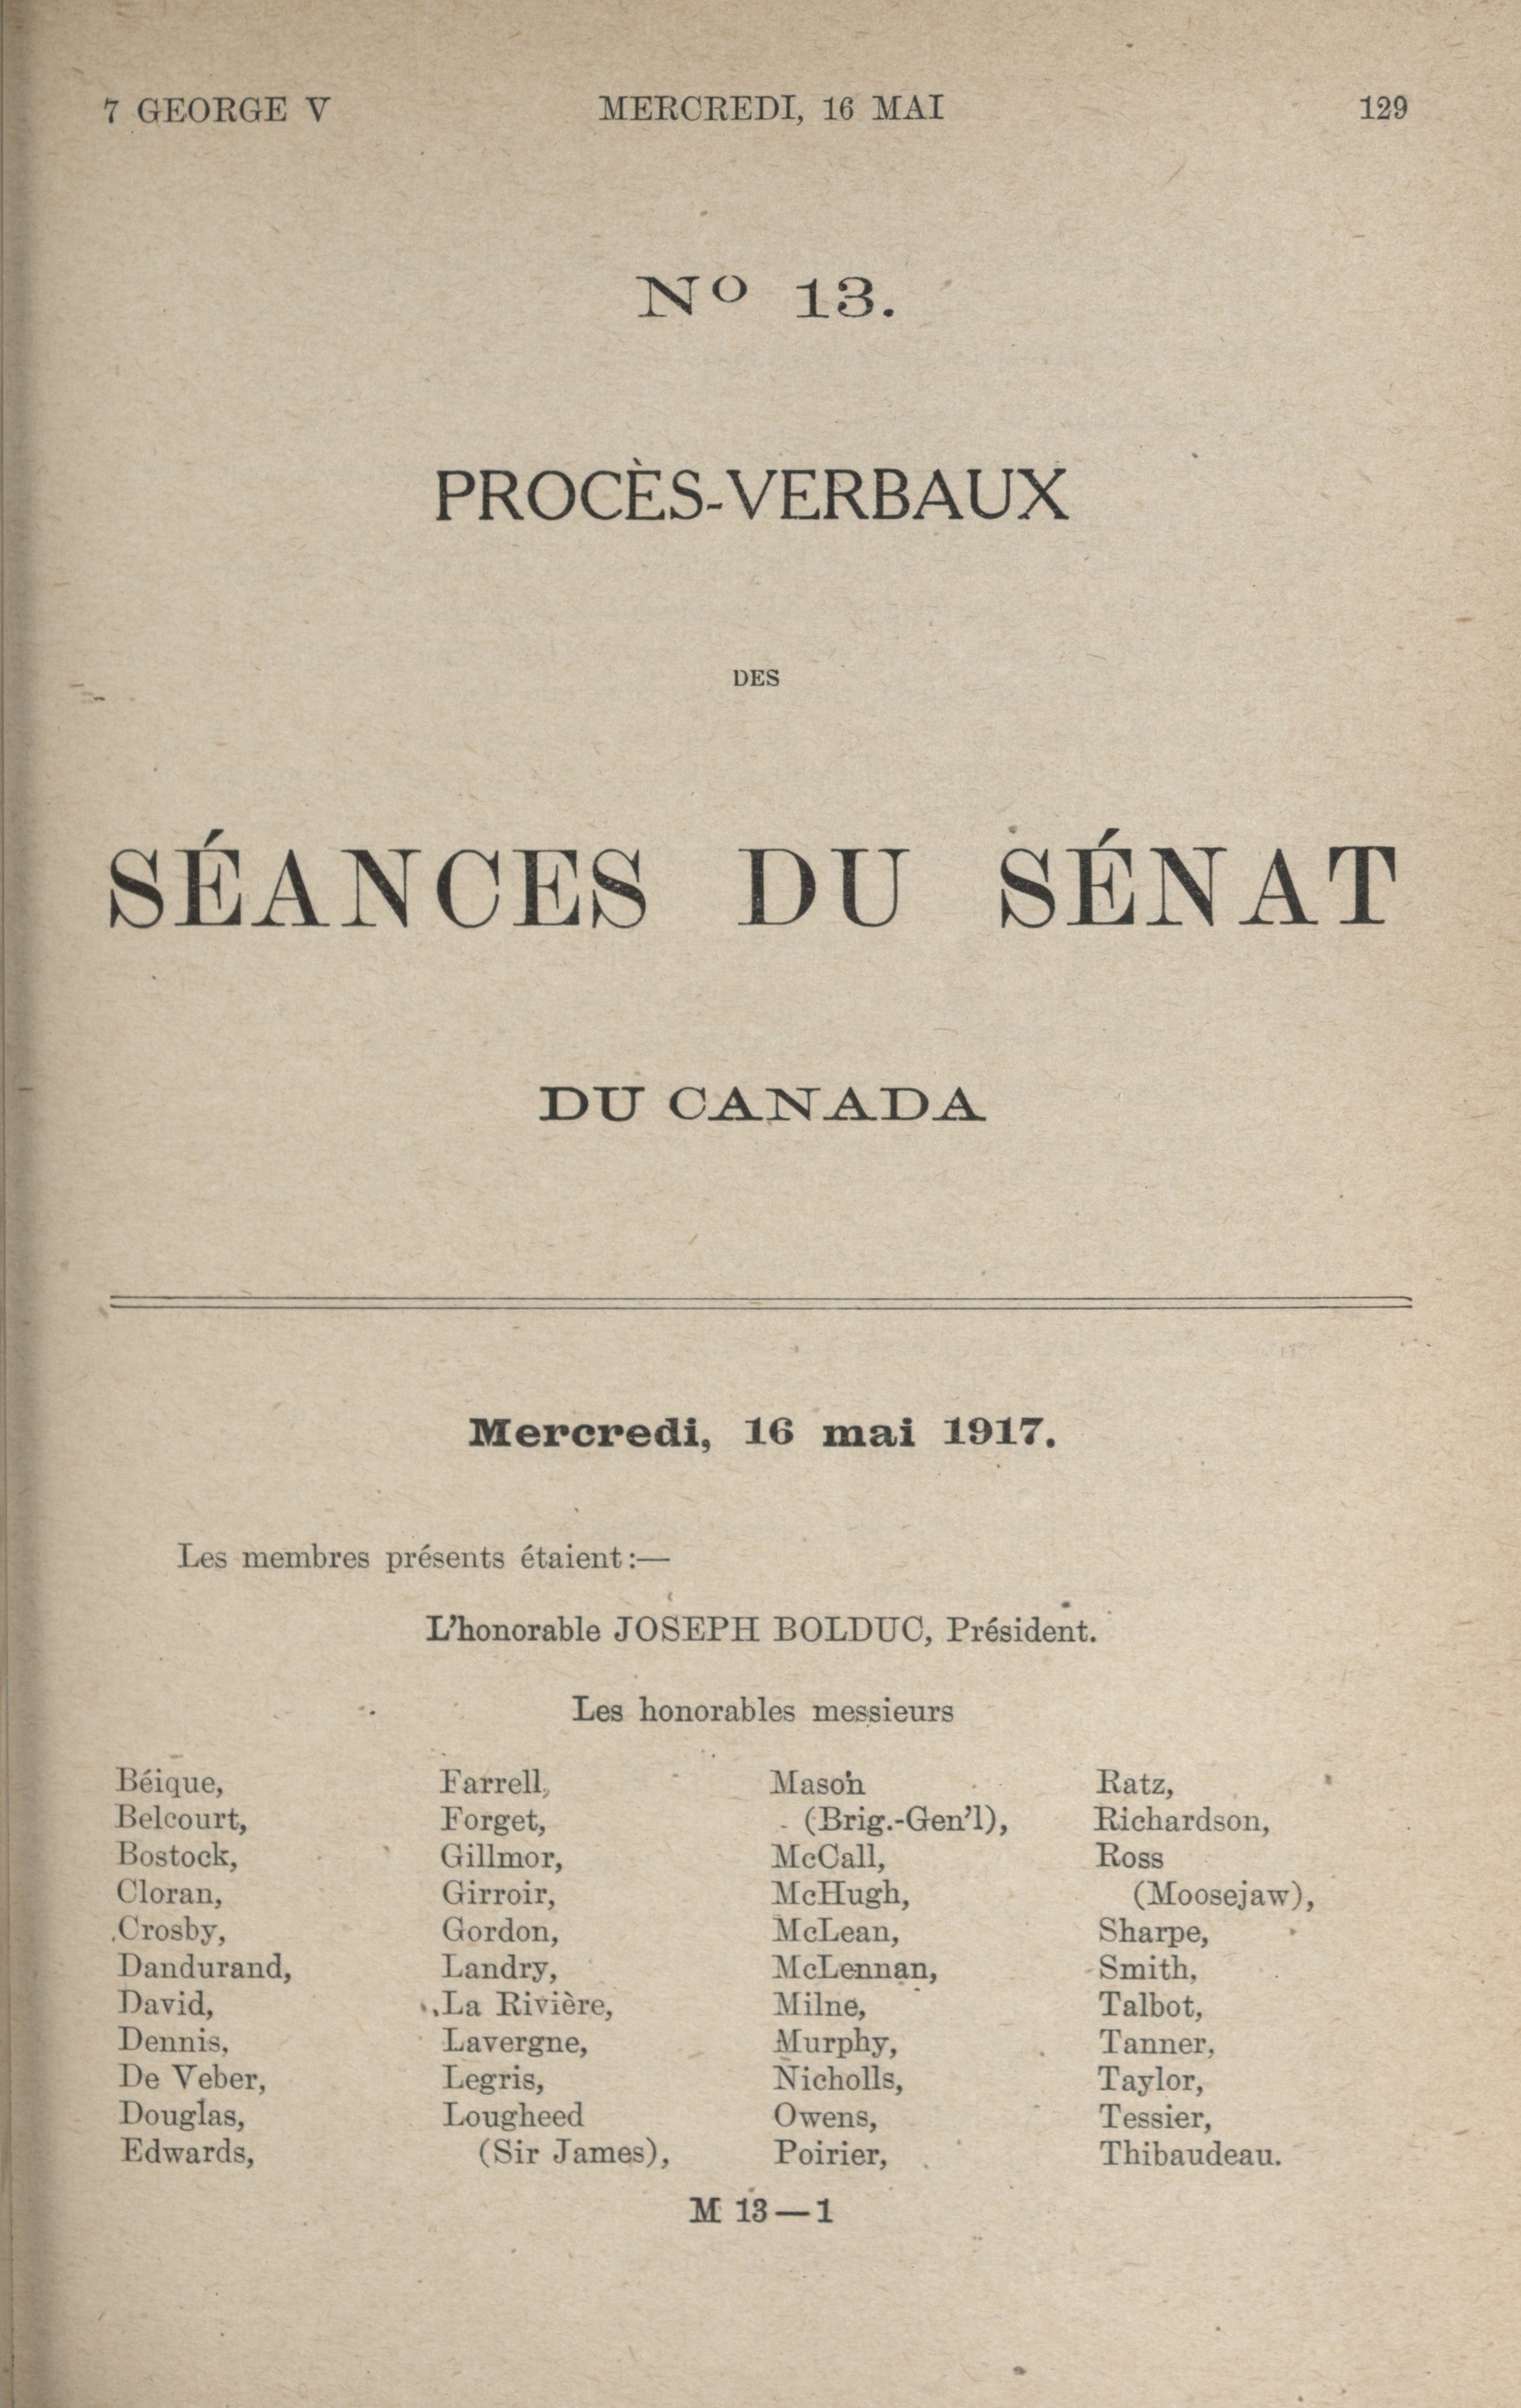 7 GEORGE V MERCREDI, 16 MAI 129
No 13.
PROCÈS-VERBAUX
DES
SÉANCES DU SÉNAT
DU CANADA
Mercredi, 16 mai 1917.
Les membres présents étaient:—
L'honorable JOSEPH BOLDUC, Président.
Les honorables messieurs
Béique,
Belcourt,
Bostock,
Cloran,
Crosby,
Dandurand,
David,
Dennis,
De Veber,
Douglas,
Edwards,
Farrell,
Forget,
Gillmor,
Girroir,
Gordon,
Landry,
La Rivière,
Lavergne,
Legris,
Lougheed
(Sir James),
Mason
(Brig.-Gen'l),
McCall,
McHugh,
McLean,
McLennan,
Milne,
Murphy,
Nicholls,
Owens,
Poirier,
Ratz,
Richardson,
Ross
(Moosejaw),
Sharpe,
Smith,
Talbot,
Tanner,
Taylor,
Tessier,
Thibaudeau.
M 13—1